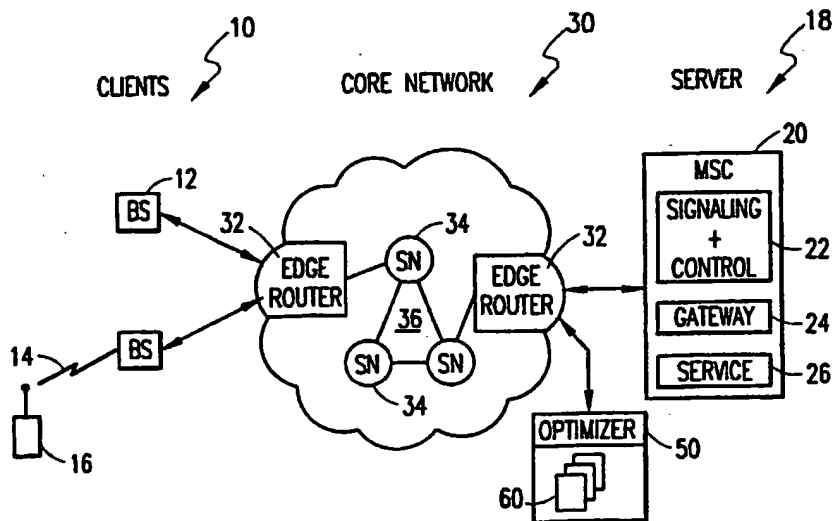 10
30
18
CLIENTS
CORE NETWORK
SERVER
12
BS
32
EDGE
ROUTER
34
SN
36
SN
SN
34
32
EDGE
ROUTER
20
MSC
SIGNALING
+
CONTROL
22
GATEWAY
24
SERVICE
26
14
BS
16
OPTIMIZER
50
60